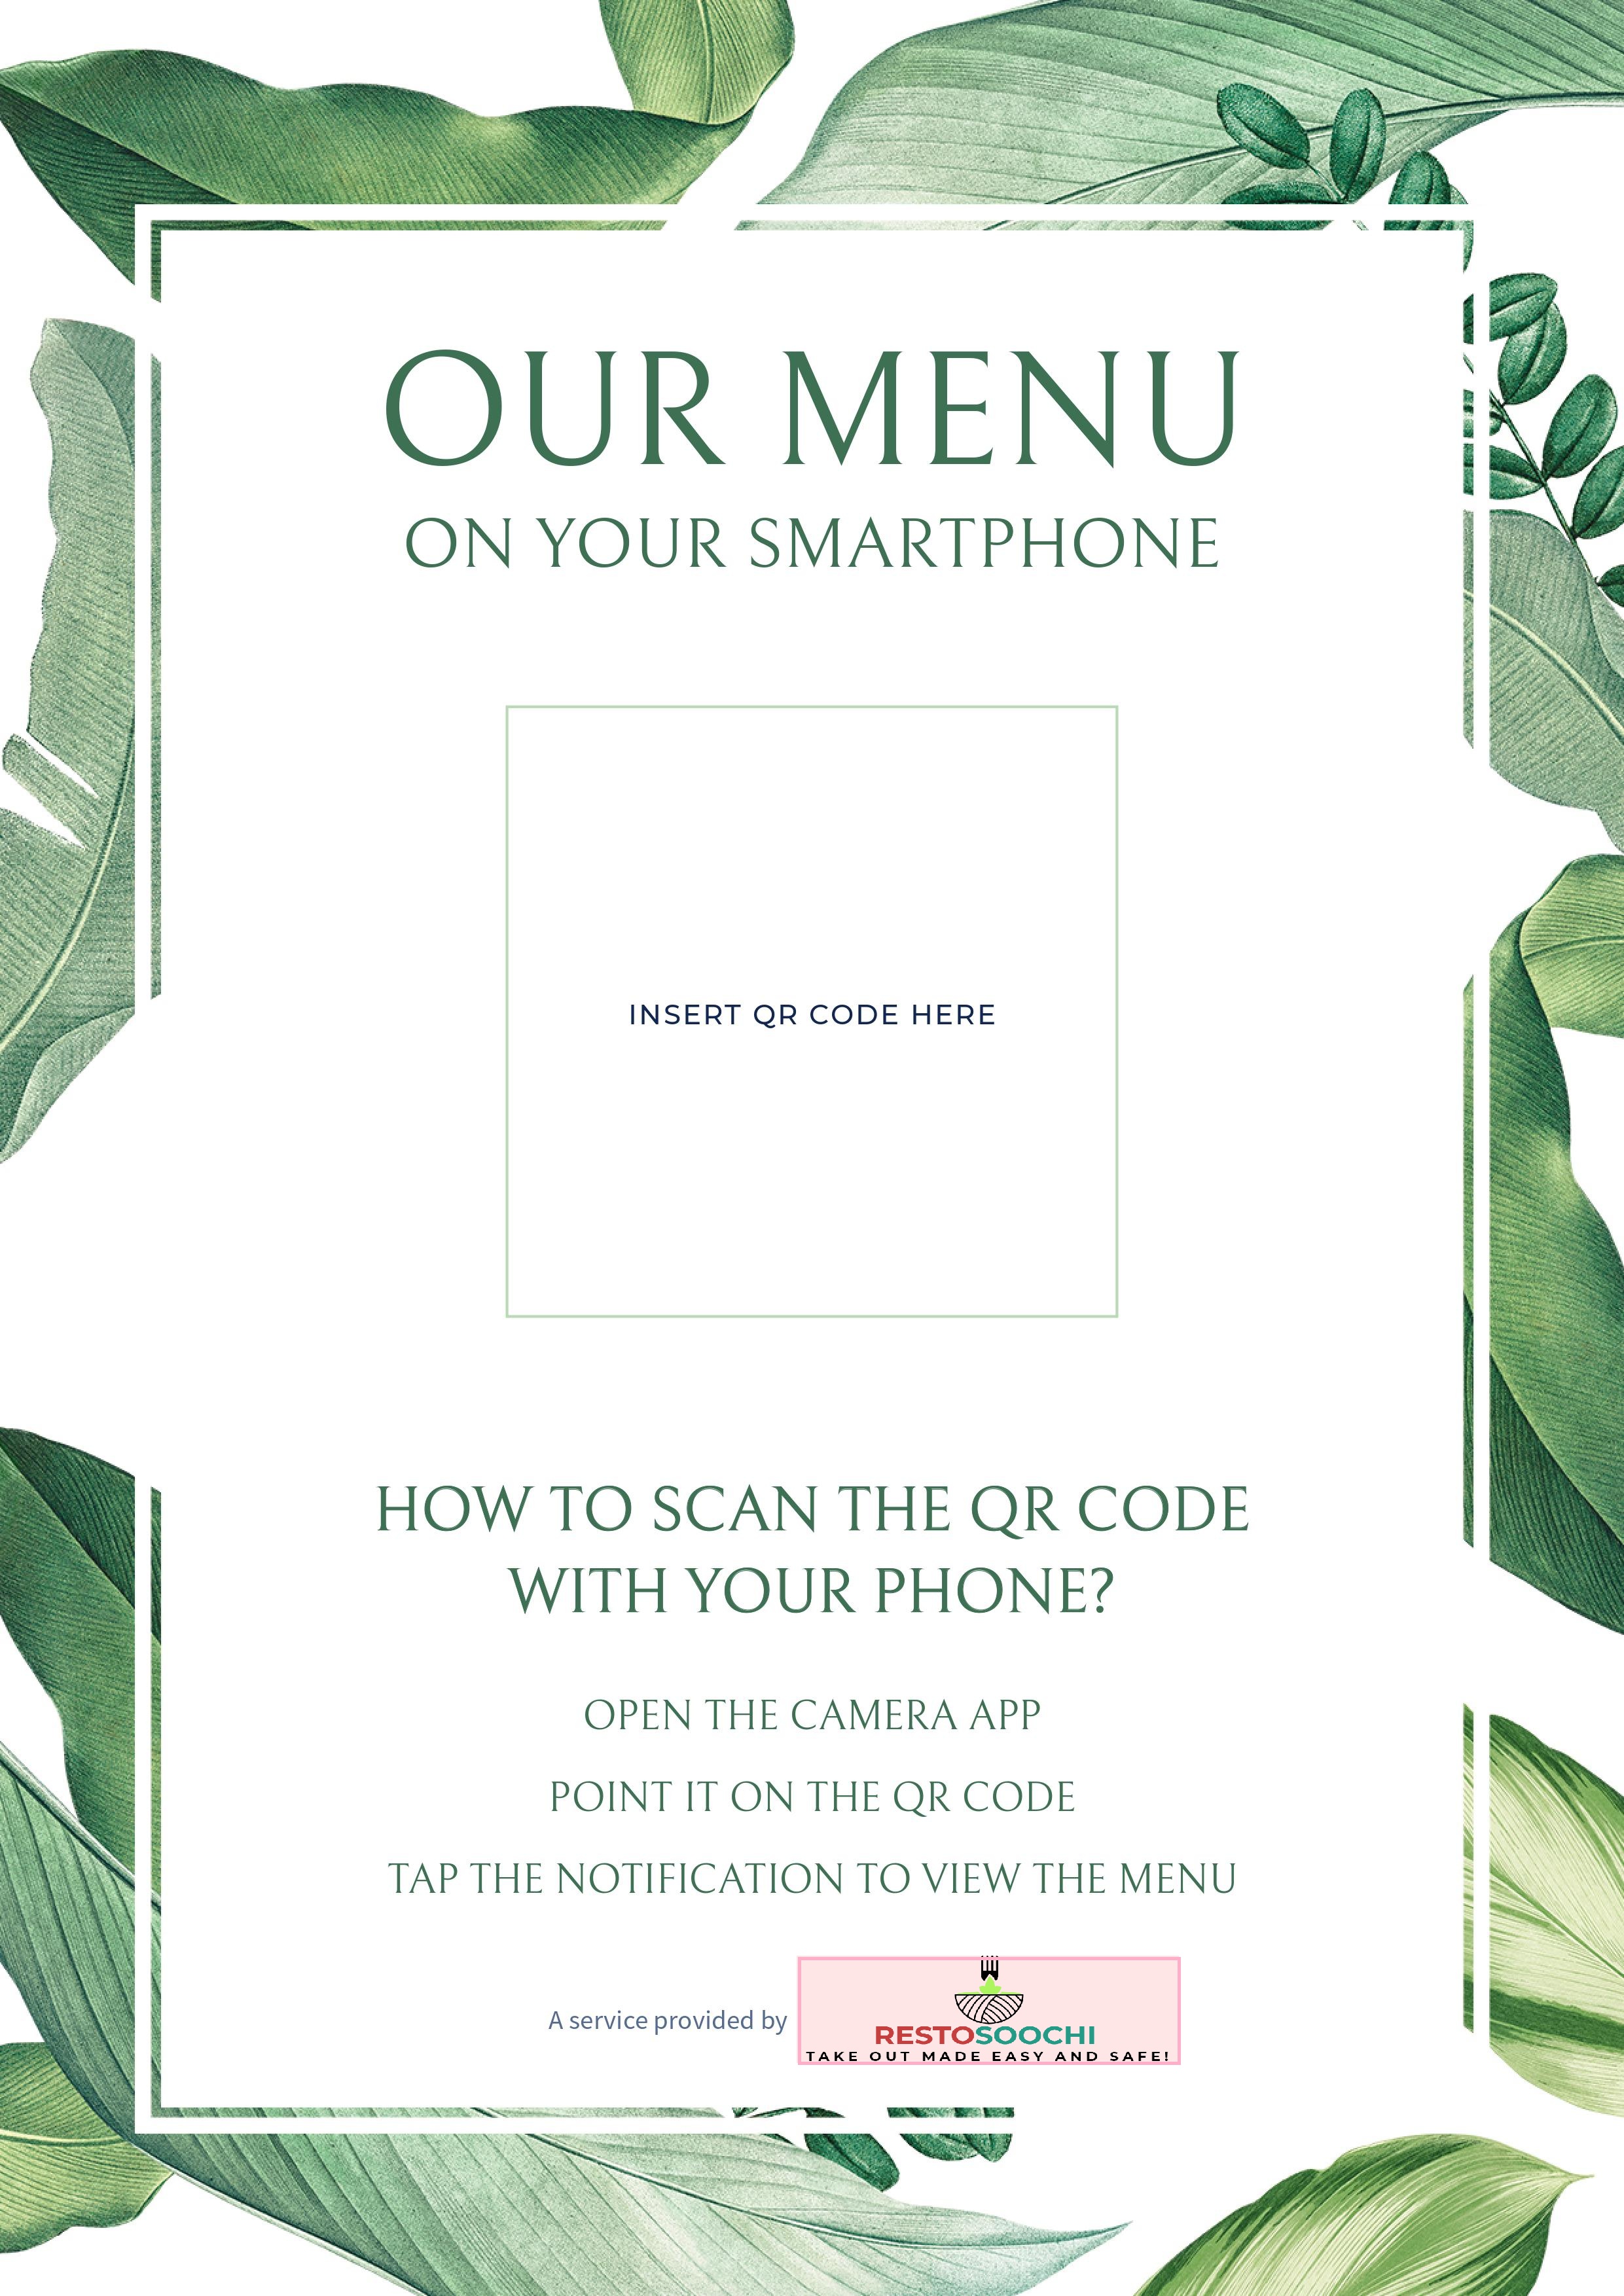 OUR MENU
ON YOUR SMARTPHONE
INSERT QR CODE HERE
HOW TO SCAN THE QR CODE
WITH YOUR PHONE?
OPEN THE CAMERA APP
POINT IT ON THE QR CODE
TAP THE NOTIFICATION TO VIEW THE MENU
A service provided by
RESTOSOOCHI
TAKE OUT MADE EASY AND SAFE!